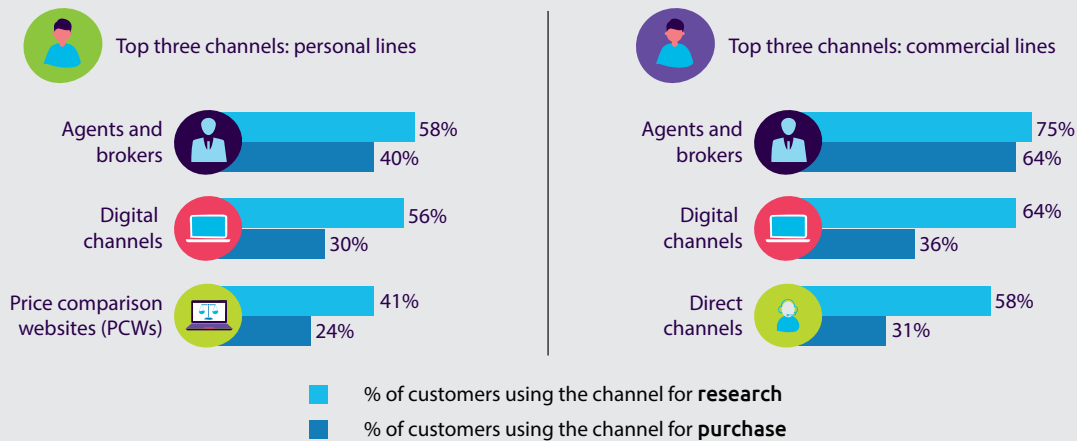 Top three channels: personal lines
Agents and
brokers
58%
40%
Digital
channels
56%
30%
Price comparison
websites (PCWs)
41%
24%
Top three channels: commercial lines
Agents and
brokers
75%
64%
Digital
channels
64%
36%
Direct
channels
58%
31%
% of customers using the channel for research
% of customers using the channel for purchase